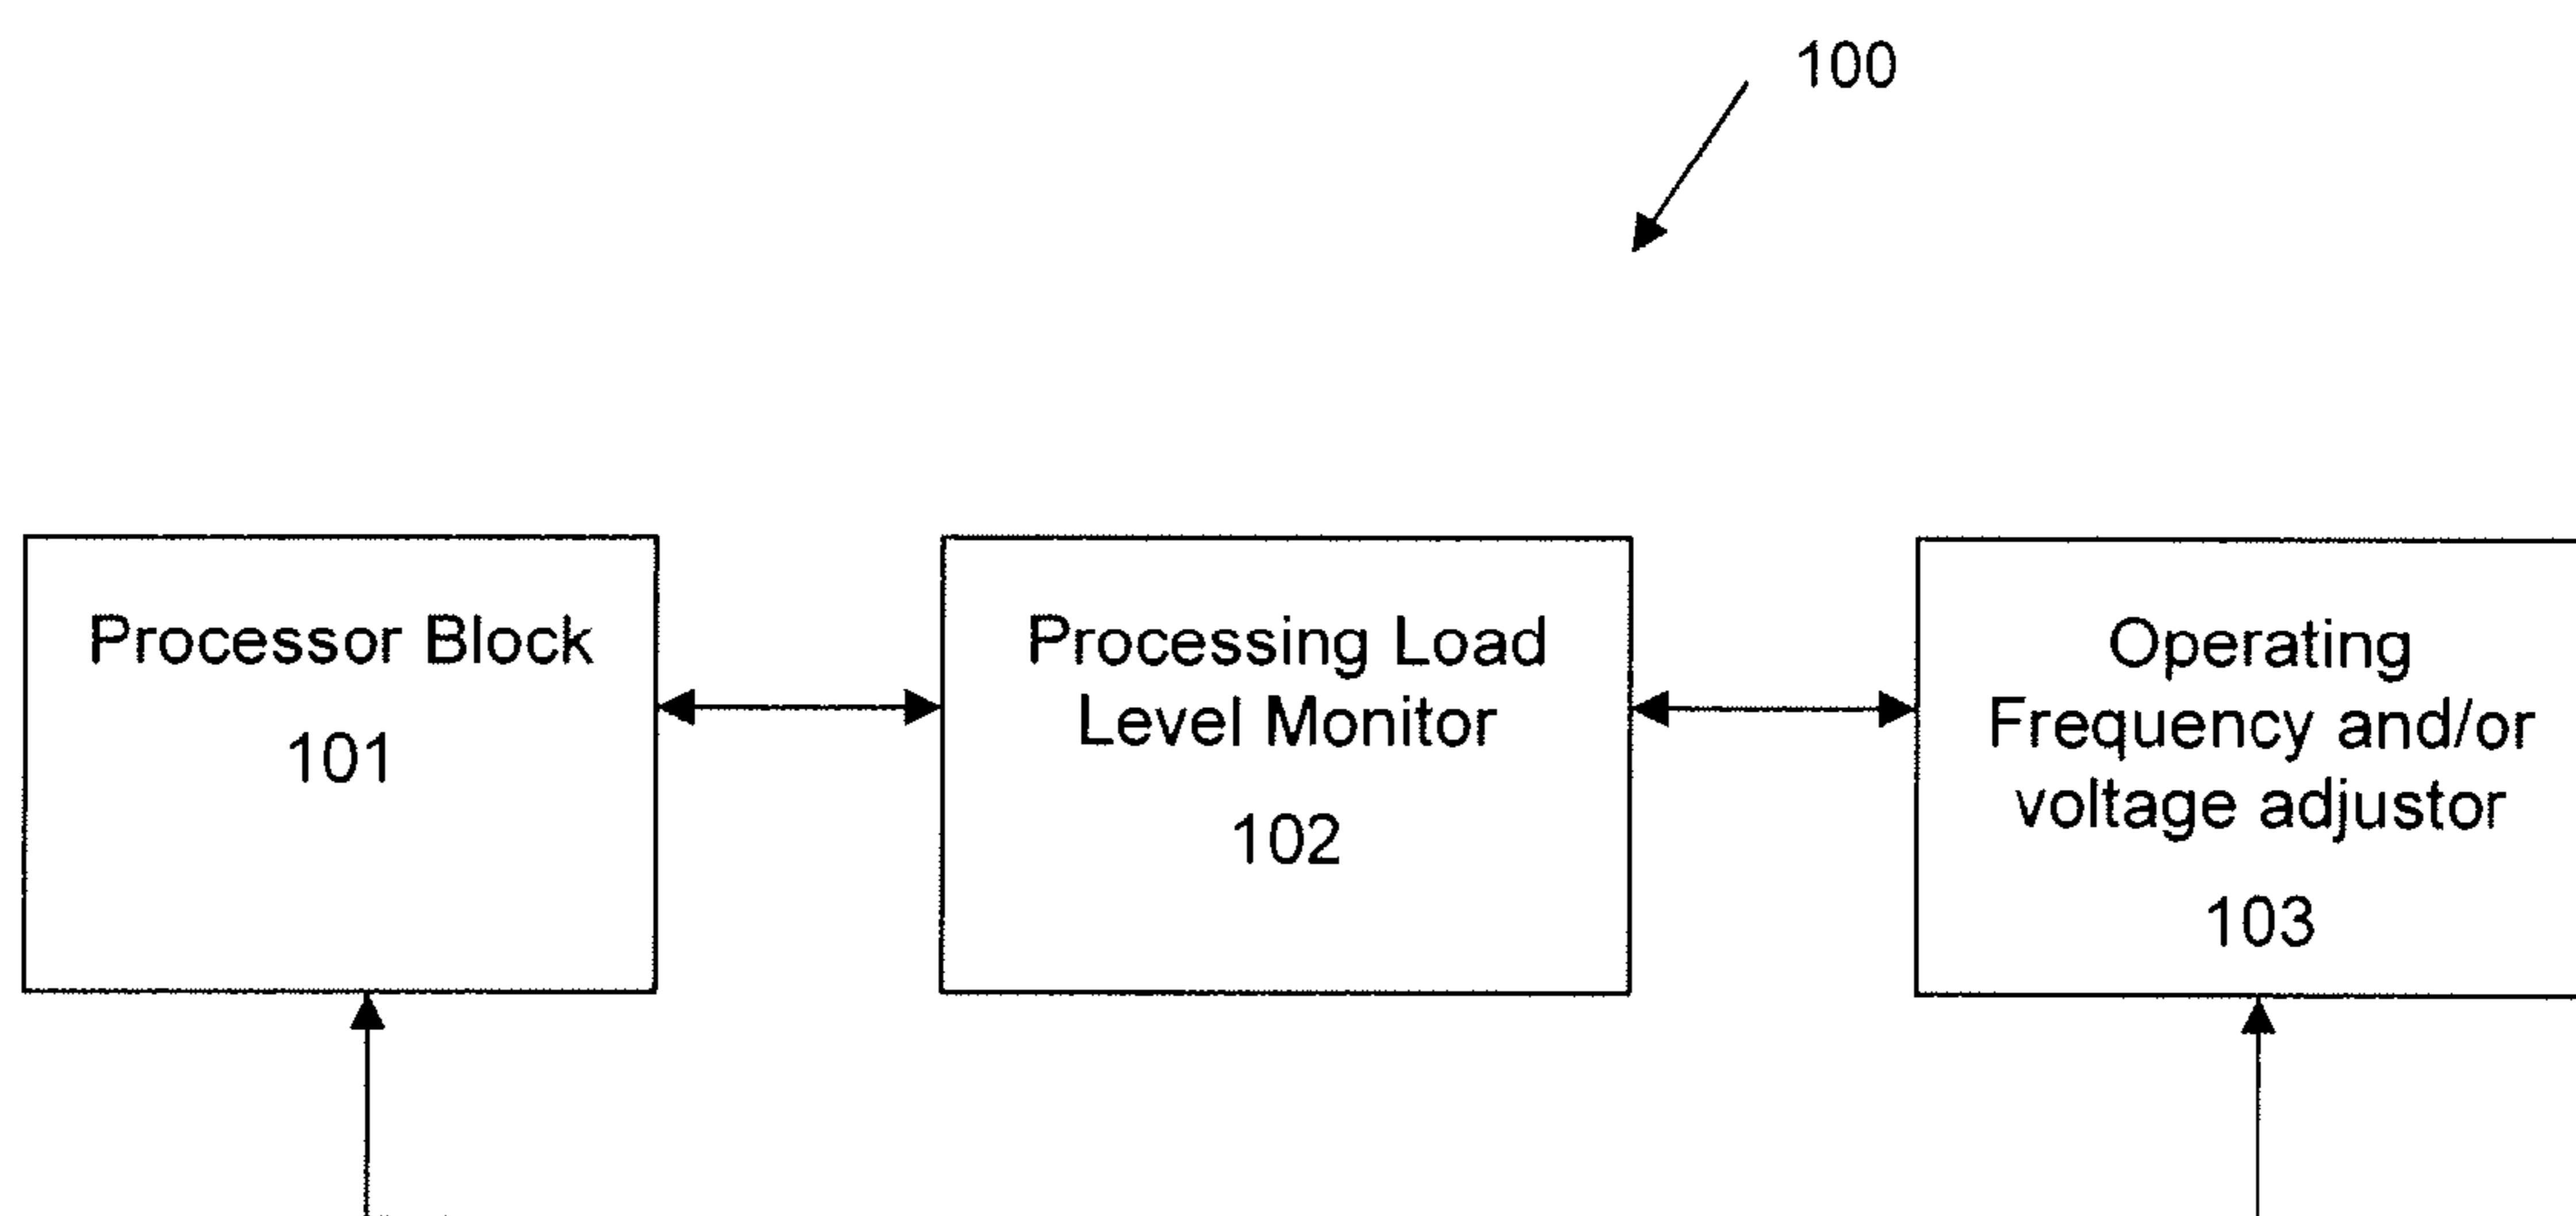 100
Processor Block
101
Processing Load
Level Monitor
102
Operating
Frequency and/or
voltage adjustor
103